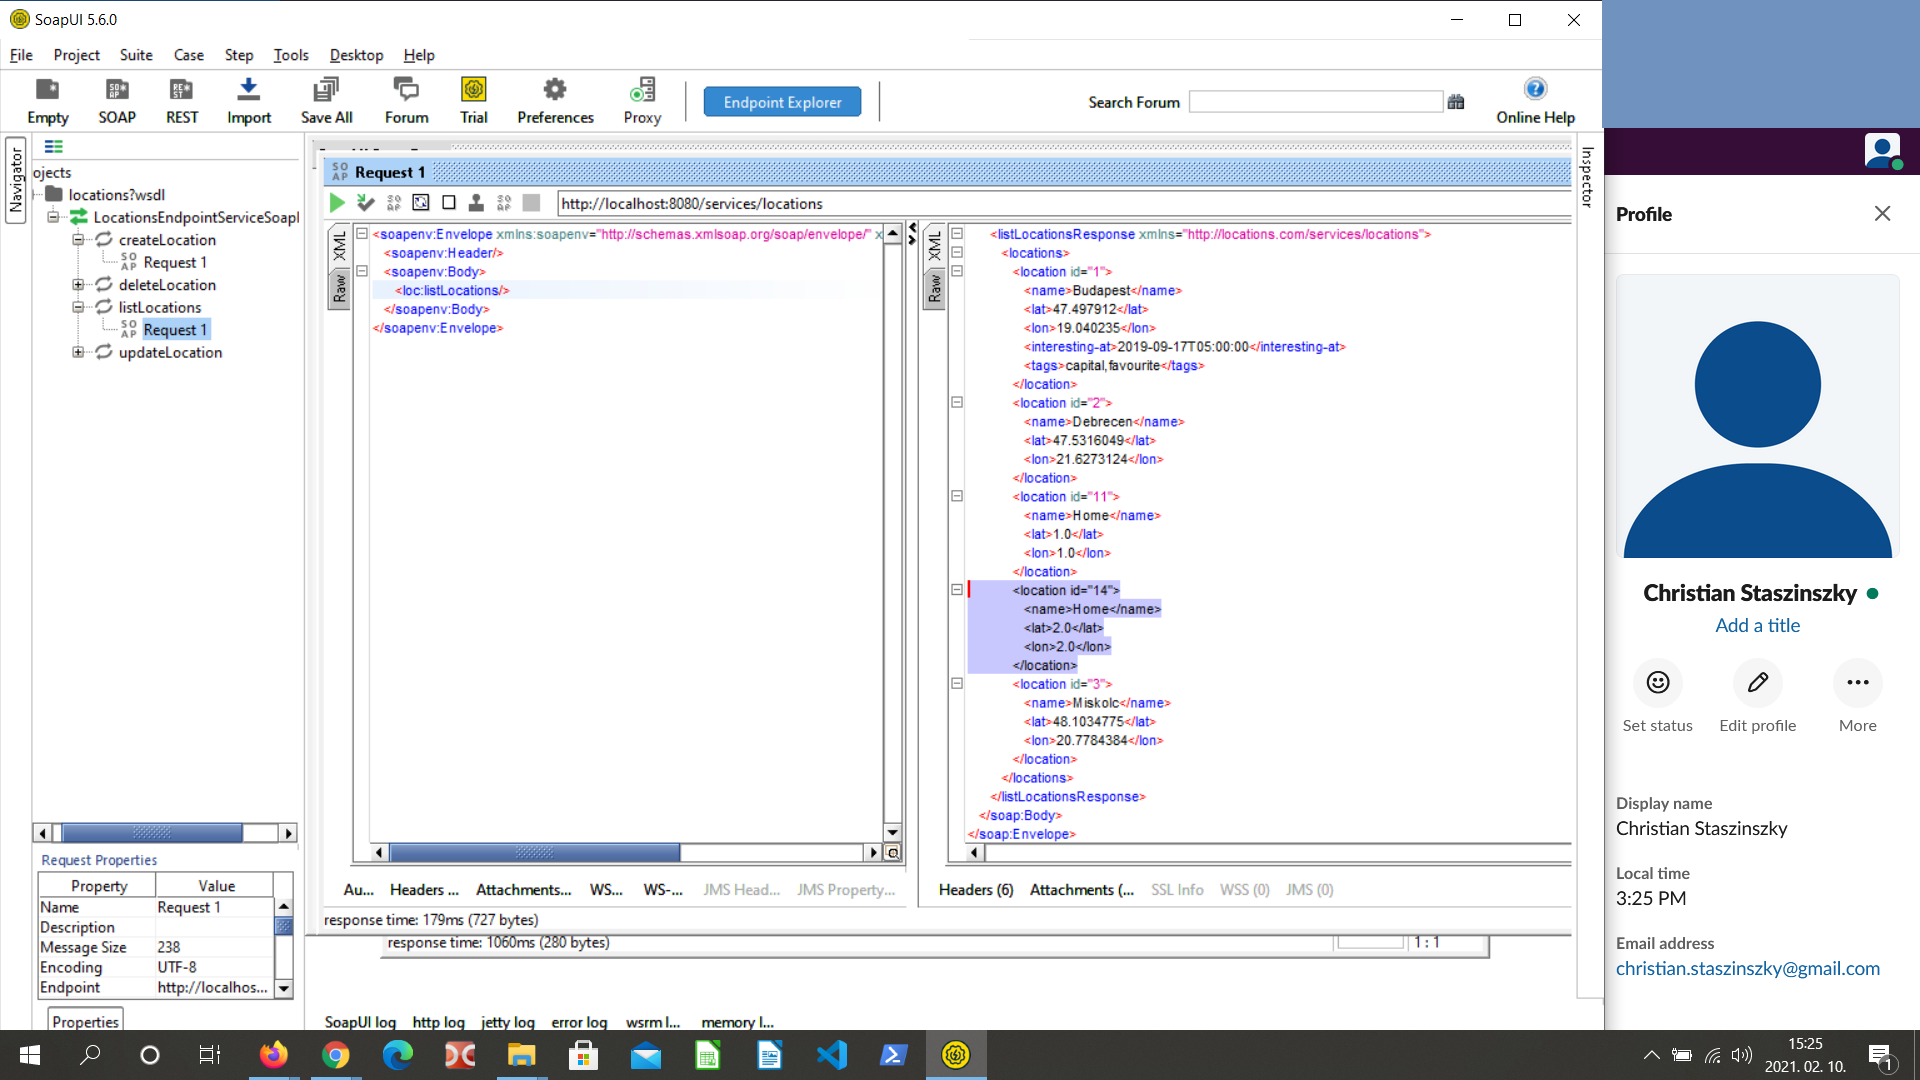 SoapUI 5.6.0
File Project Suite Case Step Tools Desktop Help
Empty SOAP REST Import Save All Forum Trial Preferences Proxy
Endpoint Explorer
Search Forum
Online Help
Navigator
ojects
locations?wsdl
LocationsEndpointServiceSoapl
createLocation
Request 1
deleteLocation
listLocations
Request 1
updateLocation
Request Properties
Property Value
Name Request 1
Description
Message Size 238
Encoding UTF-8
Endpoint http://localhos...
Properties
Request 1
http://localhost:8080/services/locations
XML
Raw
<soapenv:Envelope xmlns:soapenv="http://schemas.xmlsoap.org/soap/envelope/" x
<soapenv:Header/>
<soapenv:Body>
<loc:listLocations/>
</soapenv:Body>
</soapenv:Envelope>
XML
Raw
<listLocationsResponse xmlns="http://locations.com/services/locations">
<locations>
<location id="1">
<name>Budapest</name>
<lat>47.497912</lat>
<lon>19.040235</lon>
<interesting-at>2019-09-17T05:00:00</interesting-at>
<tags>capital,favourite</tags>
</location>
<location id="2">
<name>Debrecen</name>
<lat>47.5316049</lat>
<lon>21.6273124</lon>
</location>
<location id="11">
<name>Home</name>
<lat>1.0</lat>
<lon>1.0</lon>
</location>
<location id="14">
<name>Home</name>
<lat>2.0</lat>
<lon>2.0</lon>
</location>
<location id="3">
<name>Miskolc</name>
<lat>48.1034775</lat>
<lon>20.7784384</lon>
</location>
</locations>
</listLocationsResponse>
</soap:Body>
</soap:Envelope>
Au... Headers ... Attachments... WS... WS-... JMS Head... JMS Property...
Headers (6) Attachments (... SSL Info WSS (0) JMS (0)
response time: 179ms (727 bytes)
response time: 1060ms (280 bytes)
1 : 1
SoapUI log http log jetty log error log wsrm l... memory l...
Inspector
Profile
Christian Staszinszky
Add a title
Set status Edit profile More
Display name
Christian Staszinszky
Local time
3:25 PM
Email address
christian.staszinszky@gmail.com
15:25
2021. 02. 10.
1